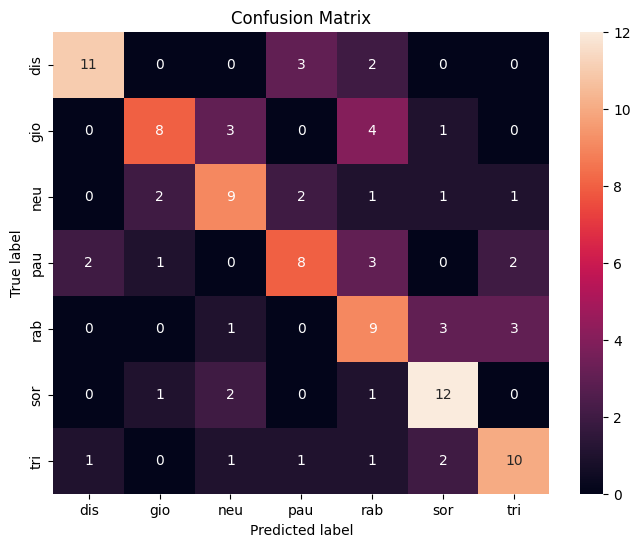 Confusion Matrix
12
dis 11 0 0 3 2 0 0
gio 0 8 3 0 4 1 0
10
neu 0 2 9 2 1 1 1
8
pau 2 1 0 8 3 0 2
6
rab 0 0 1 0 9 3 3
4
sor 0 1 2 0 1 12 0
2
tri 1 0 1 1 1 2 10
0
True label
dis gio neu pau rab sor tri
Predicted label